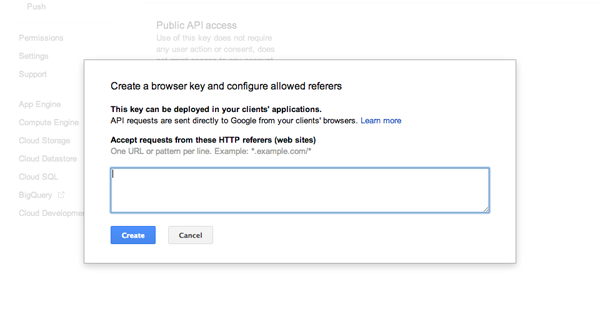 Push
Public API access
Use of this key does not require
any user action or consent, does
Permissions
Settings
Support
App Engine
Compute Engine
Cloud Storage
Cloud Datastore
Cloud SQL
BigQuery
Cloud Developme
Create a browser key and configure allowed referers
This key can be deployed in your clients' applications.
API requests are sent directly to Google from your clients' browsers. Learn more
Accept requests from these HTTP referers (web sites)
One URL or pattern per line. Example: *.example.com/*
Create
Cancel